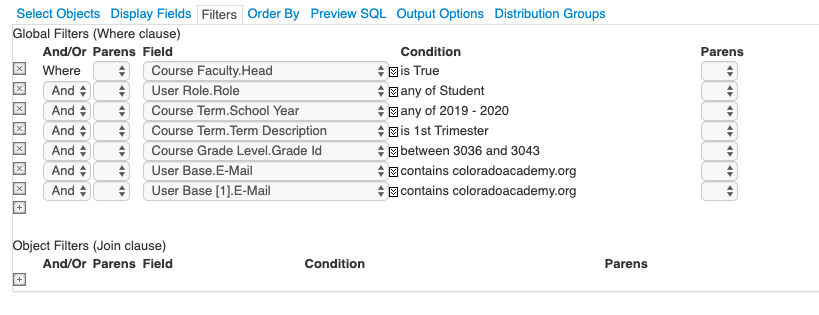 Select Objects Display Fields Filters Order By Preview SQL Output Options Distribution Groups
Global Filters (Where clause)
And/Or Parens Field Condition Parens
Where Course Faculty.Head is True
And User Role.Role any of Student
And Course Term.School Year any of 2019 - 2020
And Course Term.Term Description is 1st Trimester
And Course Grade Level.Grade Id between 3036 and 3043
And User Base.E-Mail contains coloradoacademy.org
And User Base [1].E-Mail contains coloradoacademy.org
Object Filters (Join clause)
And/Or Parens Field Condition Parens